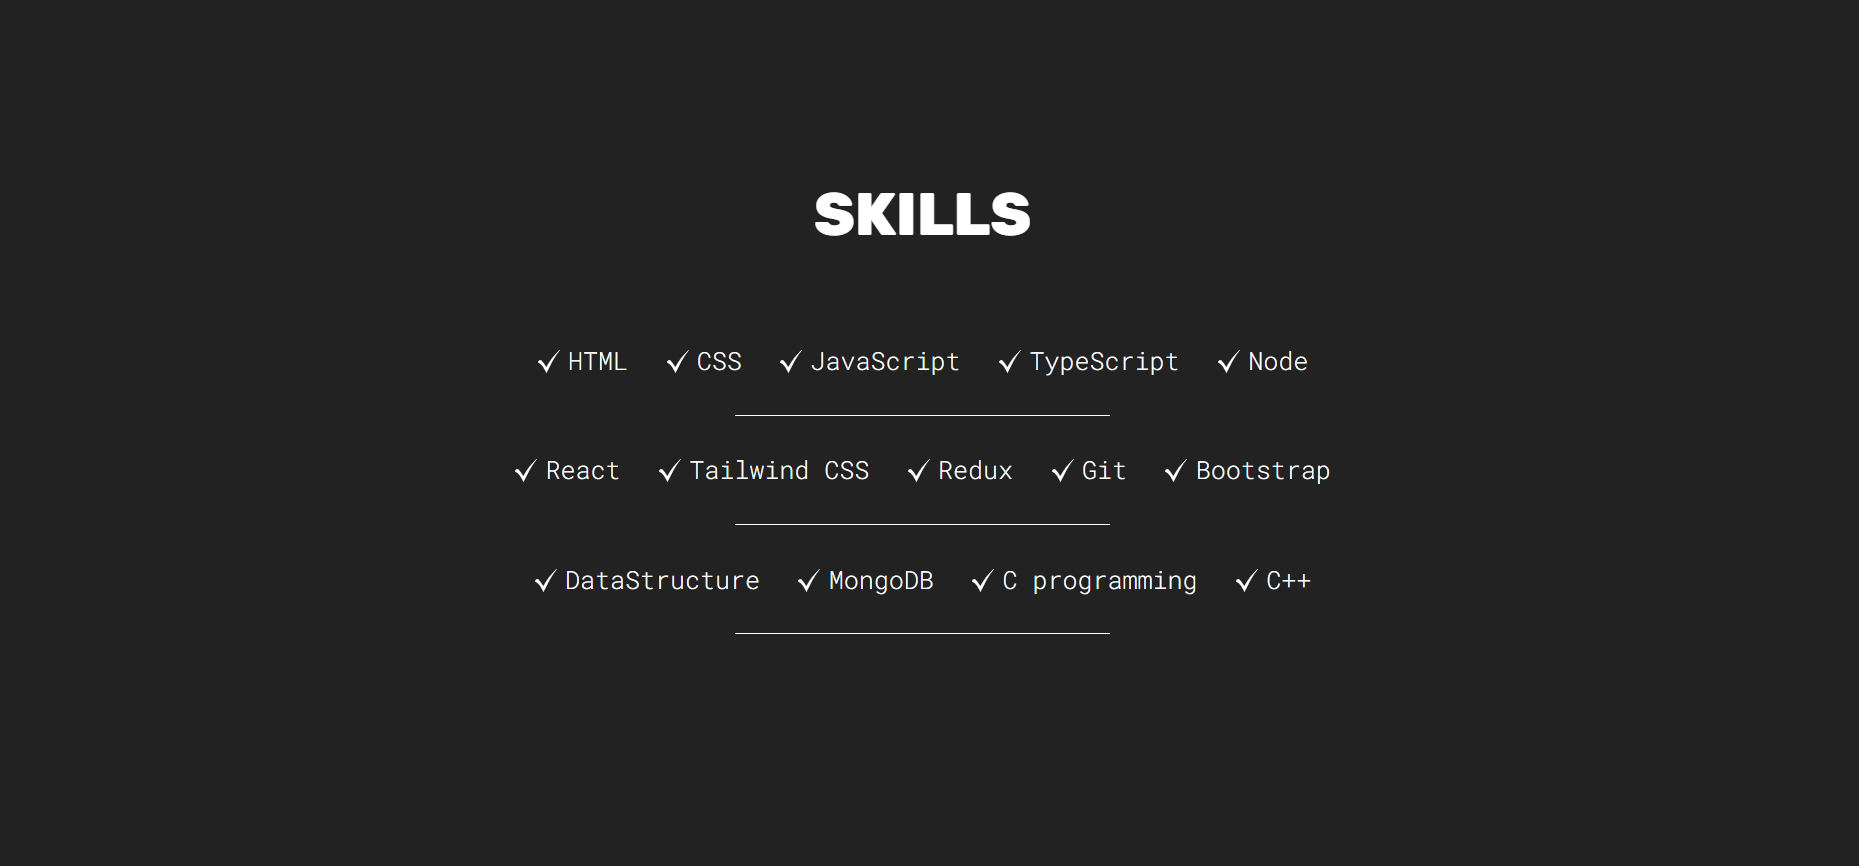 SKILLS
✓ HTML ✓ CSS ✓ JavaScript ✓ TypeScript ✓ Node
✓ React ✓ Tailwind CSS ✓ Redux ✓ Git ✓ Bootstrap
✓ DataStructure ✓ MongoDB ✓ C programming ✓ C++